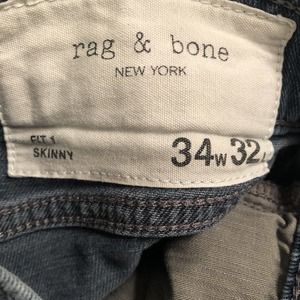 rag & bone
NEW YORK
FIT 1
SKINNY
34W 32L